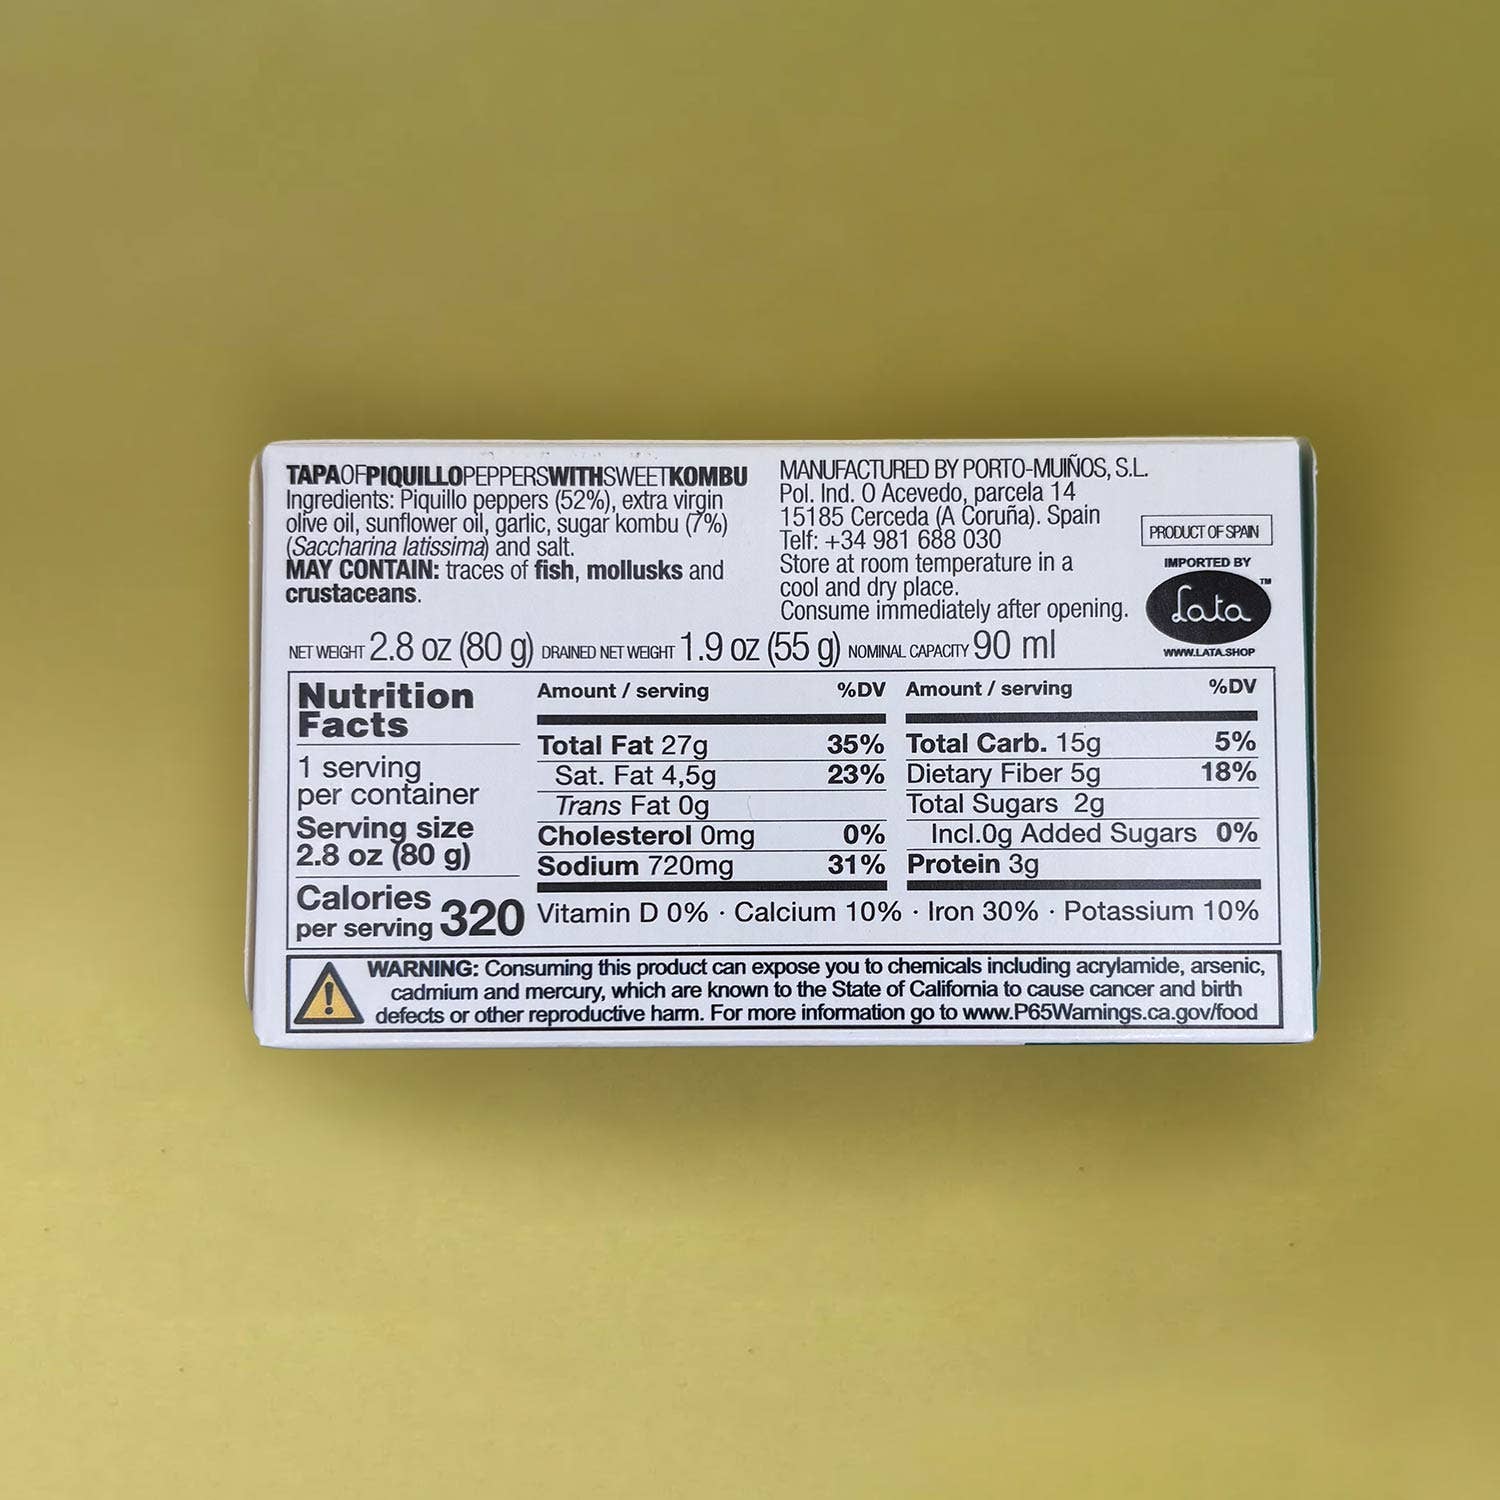 TAPAOFPIQUILLOPEPPERSWITHSWEETKOMBU
Ingredients: Piquillo peppers (52%), extra virgin
olive oil, sunflower oil, garlic, sugar kombu (7%)
(Saccharina latissima) and salt.
MAY CONTAIN: traces of fish, mollusks and
crustaceans.
MANUFACTURED BY PORTO-MUIÑOS, S.L.
Pol. Ind. O Acevedo, parcela 14
15185 Cerceda (A Coruña). Spain
Telf: +34 981 688 030
Store at room temperature in a
cool and dry place.
Consume immediately after opening.
PRODUCT OF SPAIN
IMPORTED BY
Lata TM
WWW.LATA.SHOP
NET WEIGHT 2.8 oz (80 g) DRAINED NET WEIGHT 1.9 oz (55 g) NOMINAL CAPACITY 90 ml
Nutrition
Facts
1 serving
per container
Serving size
2.8 oz (80 g)
Calories
per serving 320
Amount / serving %DV
Total Fat 27g 35%
Sat. Fat 4,5g 23%
Trans Fat 0g
Cholesterol 0mg 0%
Sodium 720mg 31%
Amount / serving %DV
Total Carb. 15g 5%
Dietary Fiber 5g 18%
Total Sugars 2g
Incl.0g Added Sugars 0%
Protein 3g
Vitamin D 0% · Calcium 10% · Iron 30% · Potassium 10%
WARNING: Consuming this product can expose you to chemicals including acrylamide, arsenic,
cadmium and mercury, which are known to the State of California to cause cancer and birth
defects or other reproductive harm. For more information go to www.P65Warnings.ca.gov/food